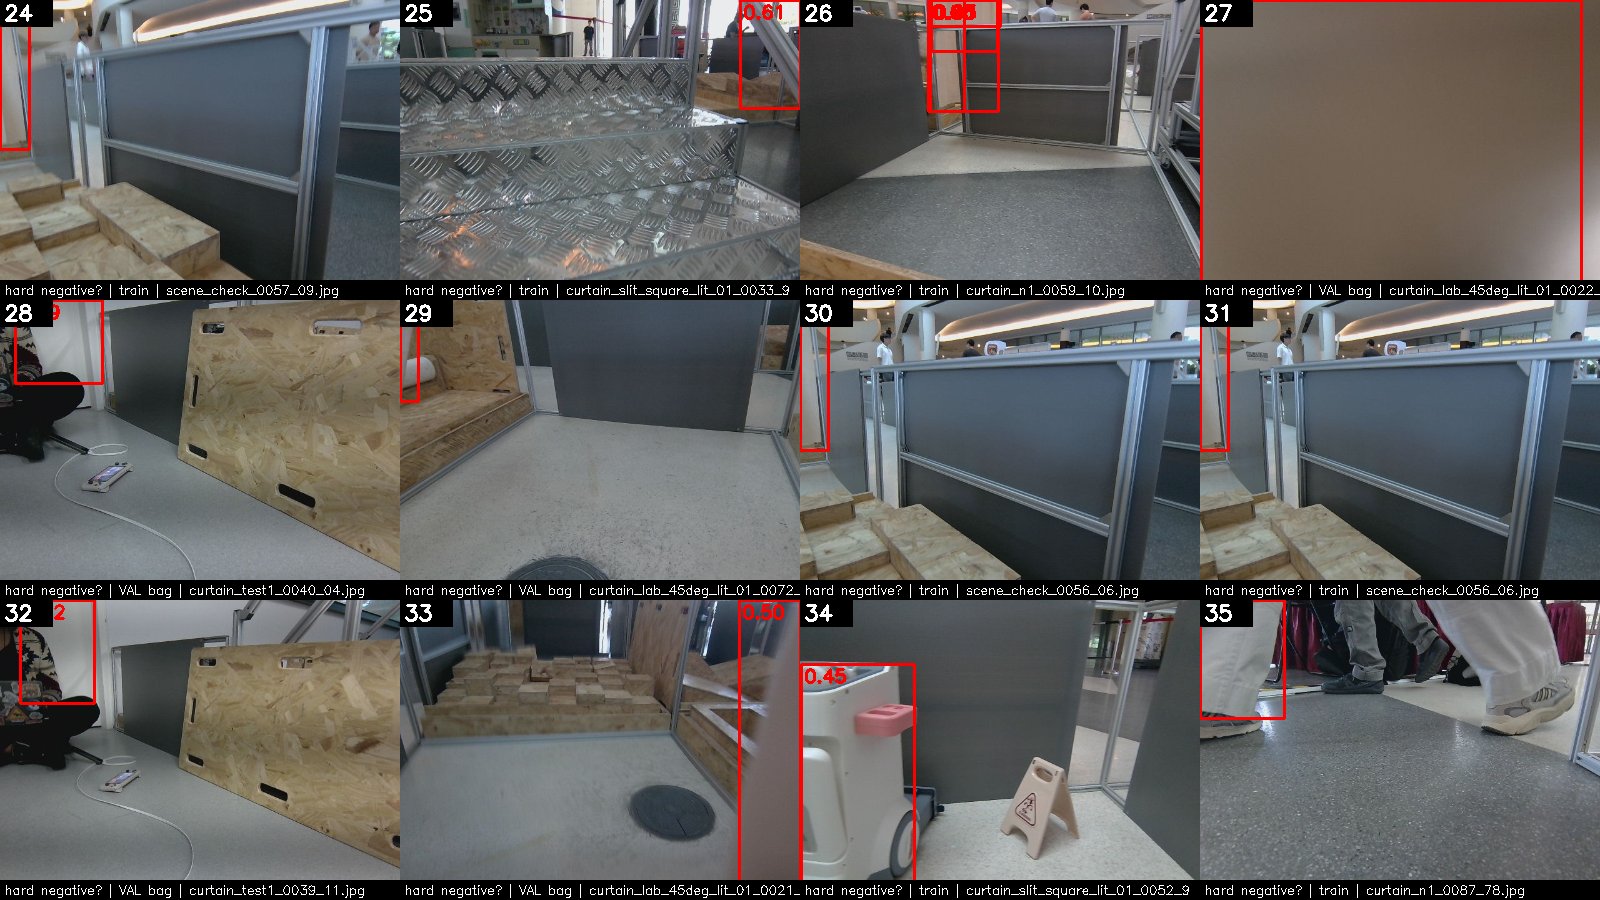 24
25
0.61
26
27
hard negative? | train | scene_check_0057_09.jpg
hard negative? | train | curtain_slit_square_lit_01_0033_9
hard negative? | train | curtain_n1_0059_10.jpg
hard negative? | VAL bag | curtain_lab_45deg_lit_01_0022_
28
9
29
30
31
hard negative? | VAL bag | curtain_test1_0040_04.jpg
hard negative? | VAL bag | curtain_lab_45deg_lit_01_0072_
hard negative? | train | scene_check_0056_06.jpg
hard negative? | train | scene_check_0056_06.jpg
32
2
33
0.50
34
0.45
35
hard negative? | VAL bag | curtain_test1_0039_11.jpg
hard negative? | VAL bag | curtain_lab_45deg_lit_01_0021_
hard negative? | train | curtain_slit_square_lit_01_0052_9
hard negative? | train | curtain_n1_0087_78.jpg